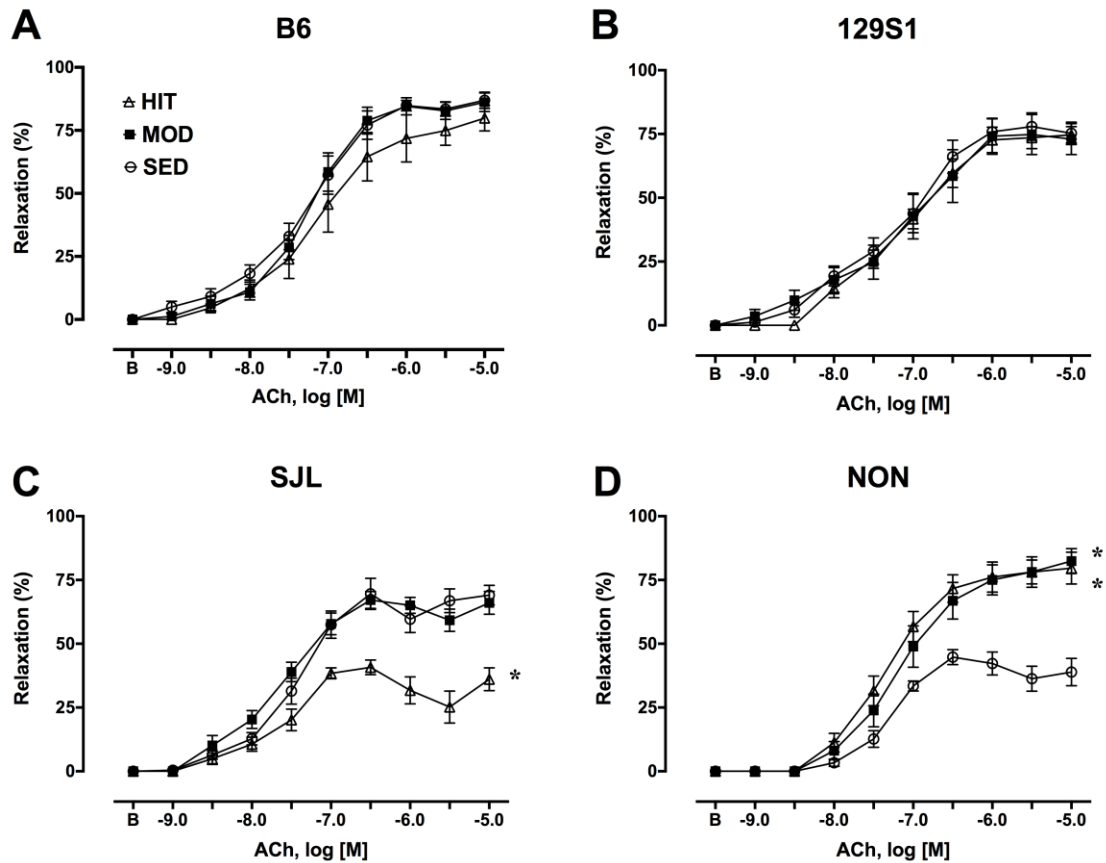 A
B6
100
75
50
25
0
Relaxation (%)
HIT
MOD
SED
B -9.0 -8.0 -7.0 -6.0 -5.0
ACh, log [M]
B
129S1
100
75
50
25
0
Relaxation (%)
B -9.0 -8.0 -7.0 -6.0 -5.0
ACh, log [M]
C
SJL
100
75
50
25
0
Relaxation (%)
*
B -9.0 -8.0 -7.0 -6.0 -5.0
ACh, log [M]
D
NON
100
75
50
25
0
Relaxation (%)
*
*
B -9.0 -8.0 -7.0 -6.0 -5.0
ACh, log [M]